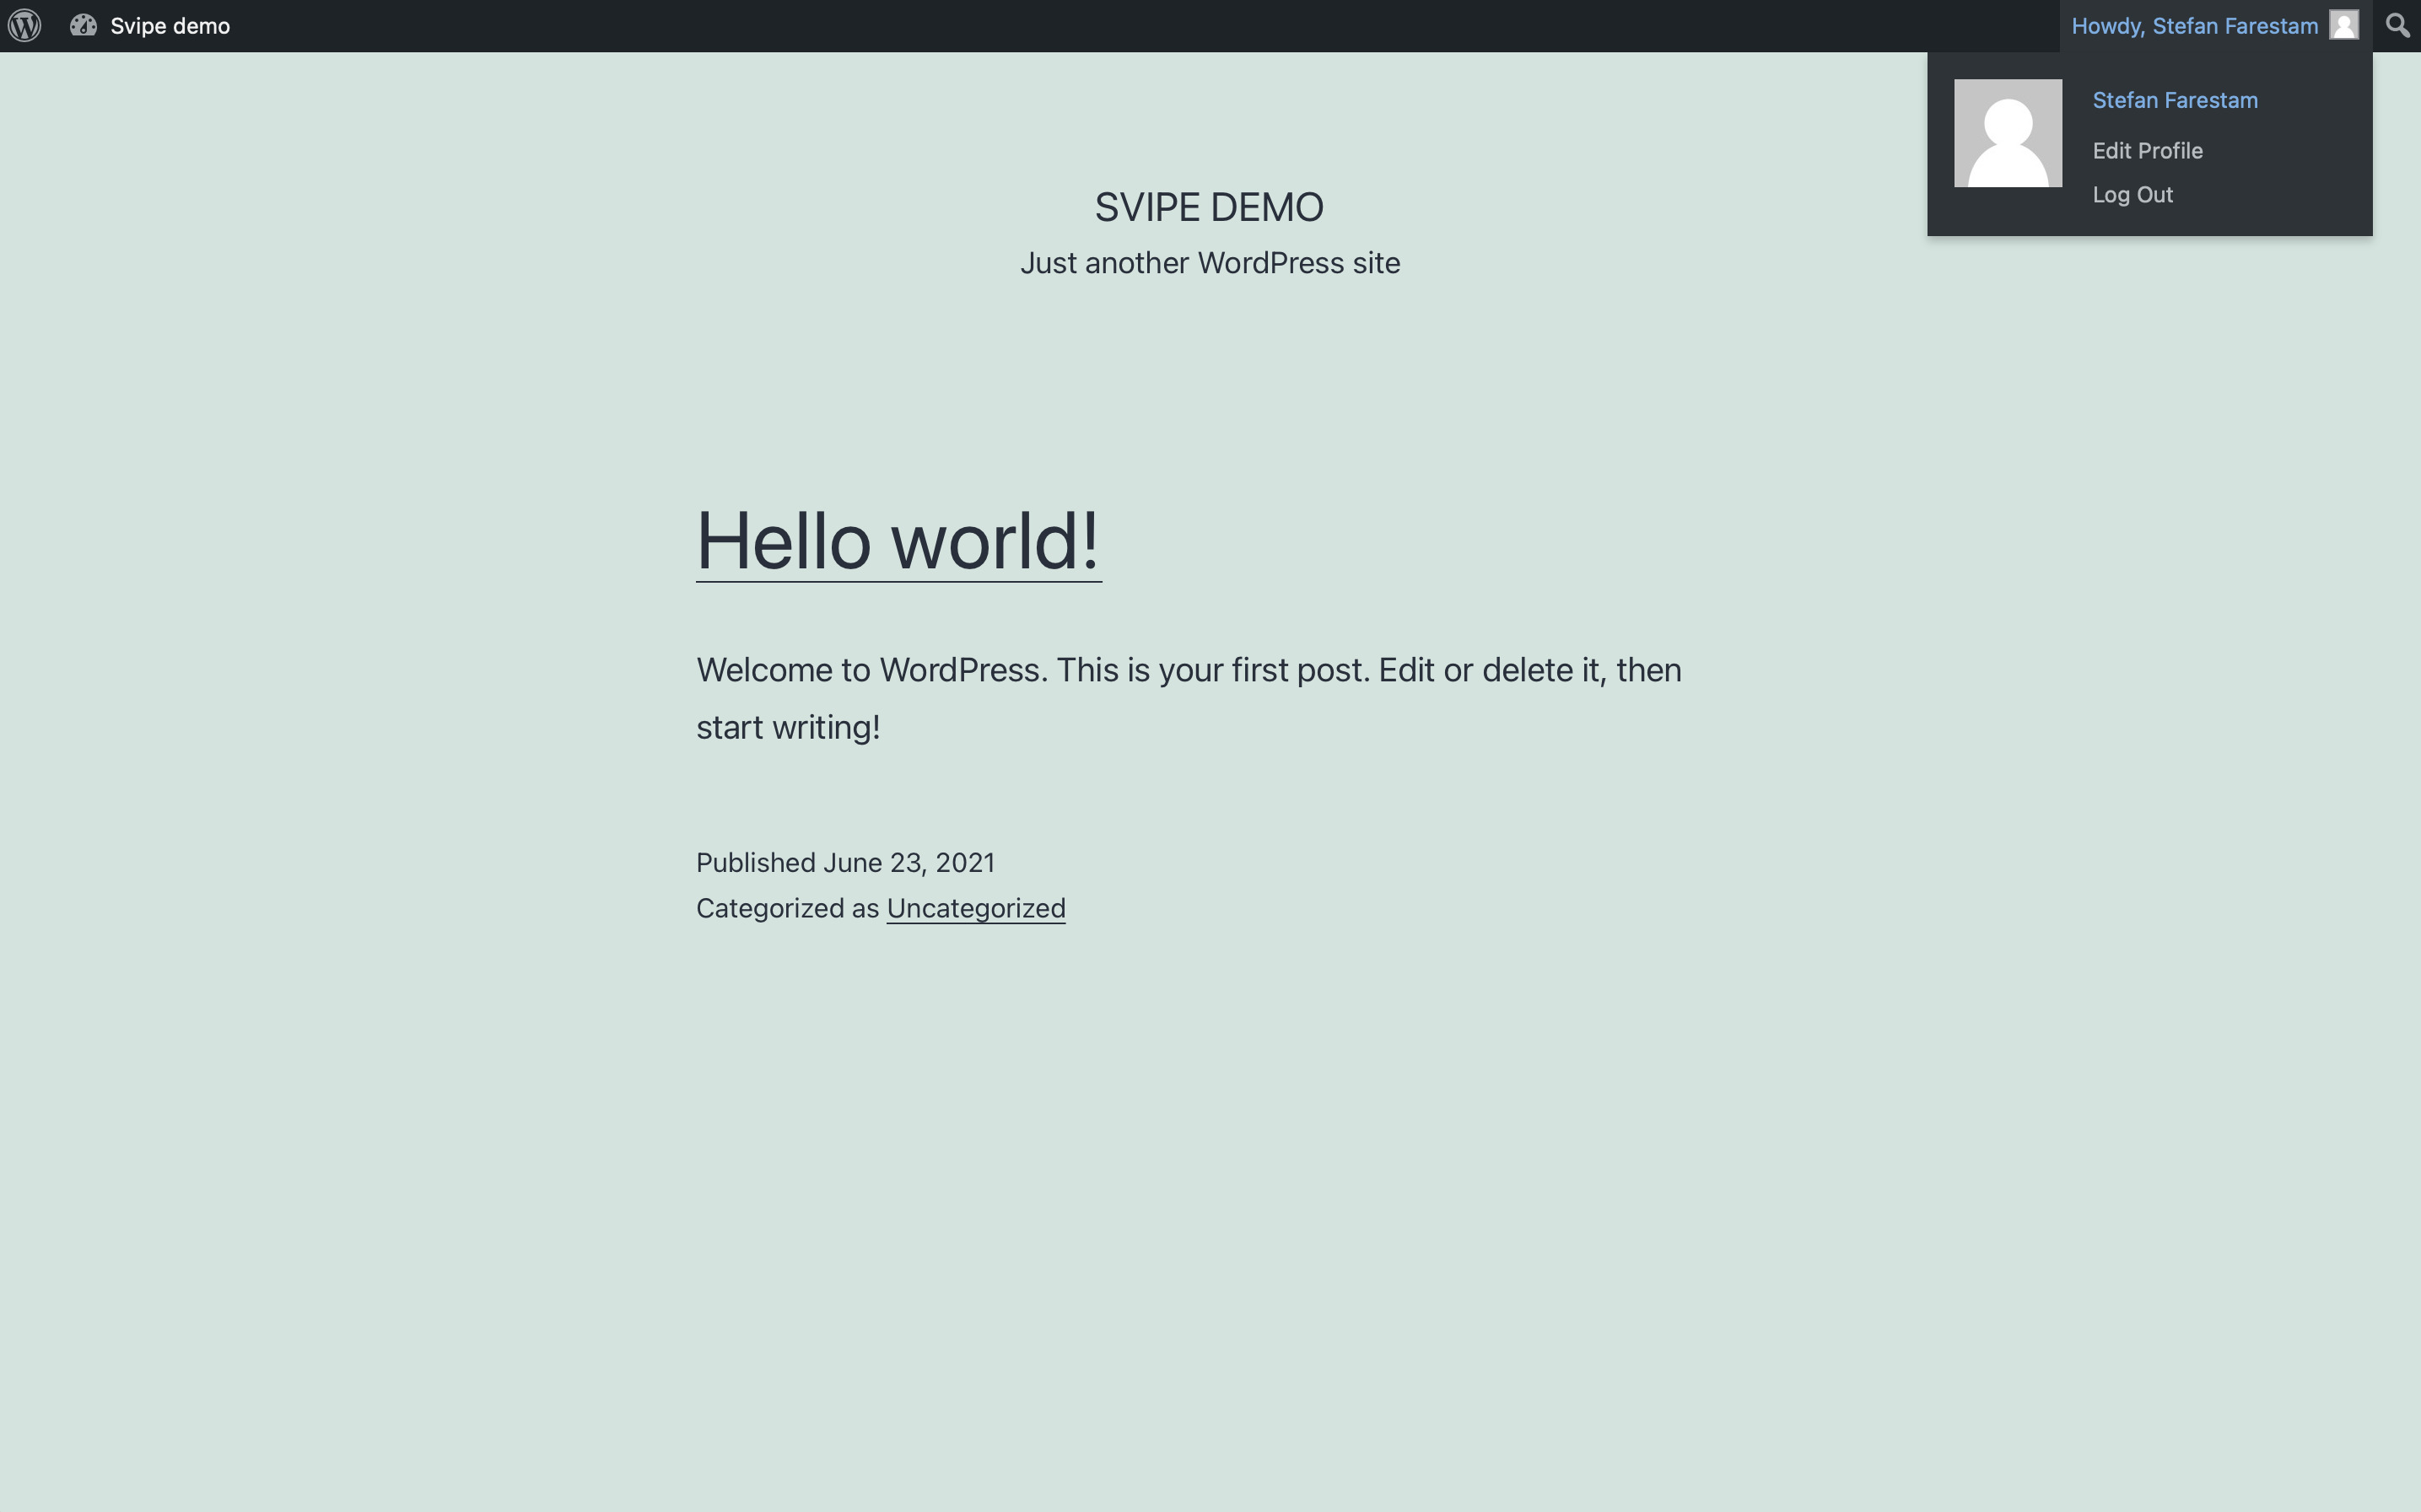 Svipe demo
Howdy, Stefan Farestam
Stefan Farestam
Edit Profile
Log Out
SVIPE DEMO
Just another WordPress site
Hello world!
Welcome to WordPress. This is your first post. Edit or delete it, then
start writing!
Published June 23, 2021
Categorized as Uncategorized